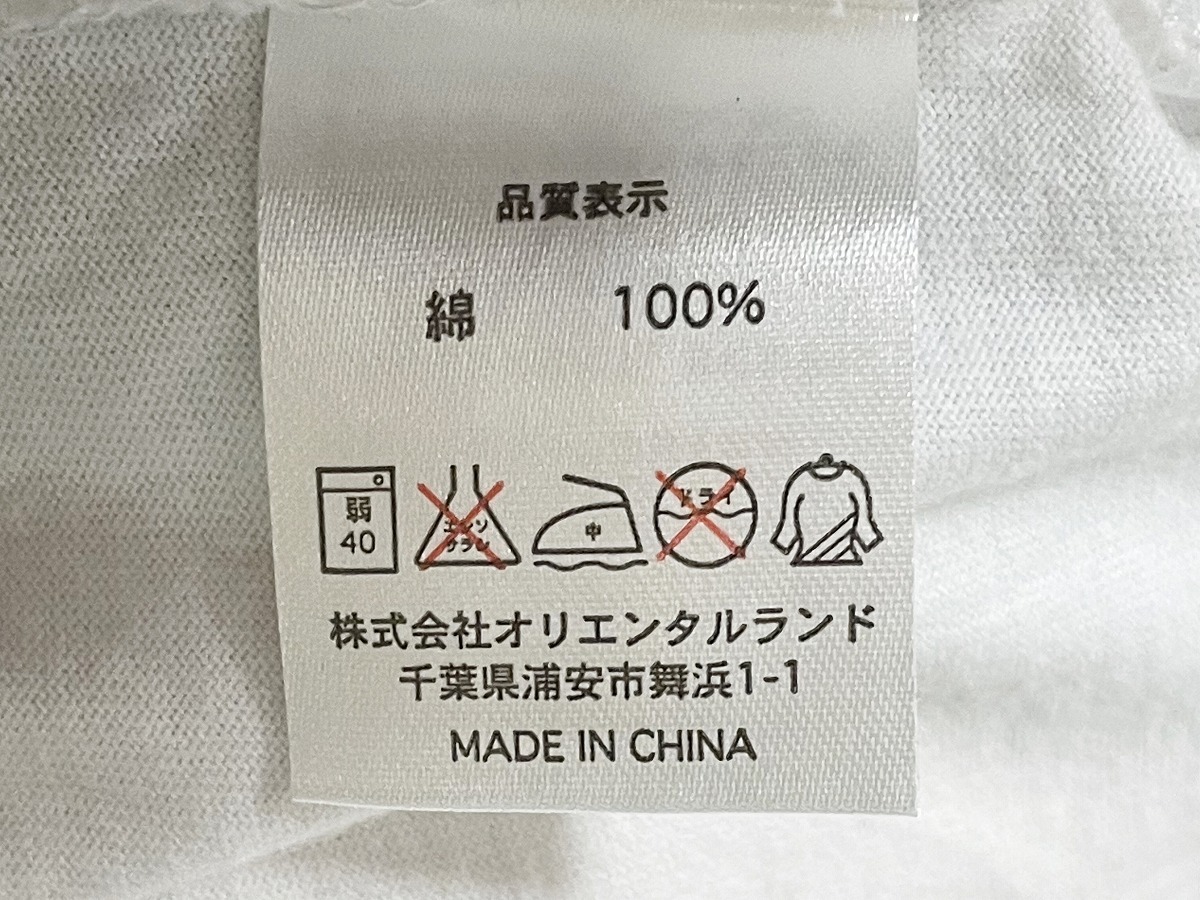 品質表示
綿 100%
弱 40
エンソ サラシ
中
ドライ
株式会社オリエンタルランド
千葉県浦安市舞浜1-1
MADE IN CHINA